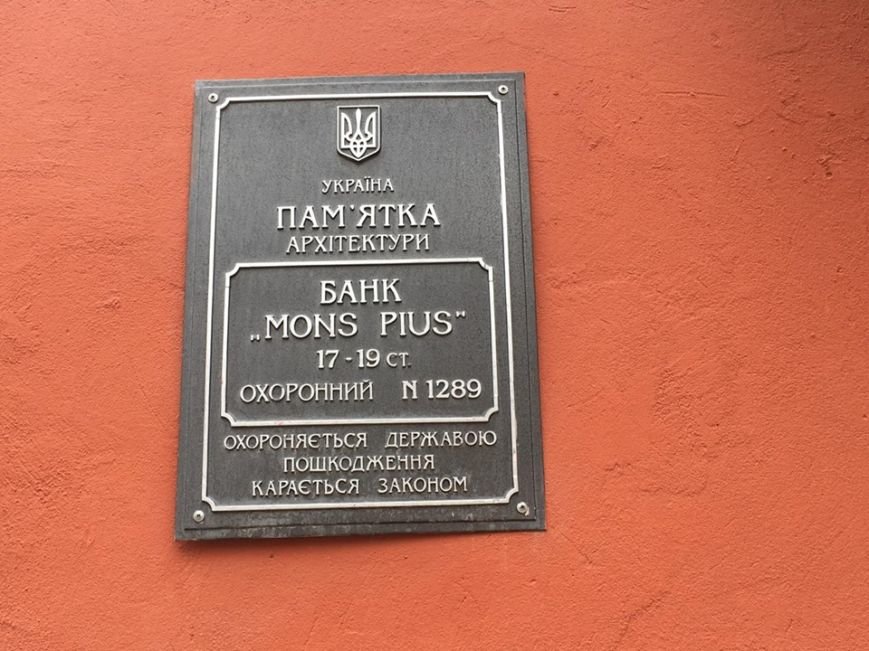 УКРАЇНА
ПАМ'ЯТКА
АРХІТЕКТУРИ
БАНК
„MONS PIUS"
17 - 19 СТ.
ОХОРОННИЙ N 1289
ОХОРОНЯЄТЬСЯ ДЕРЖАВОЮ
ПОШКОДЖЕННЯ
КАРАЄТЬСЯ ЗАКОНОМ